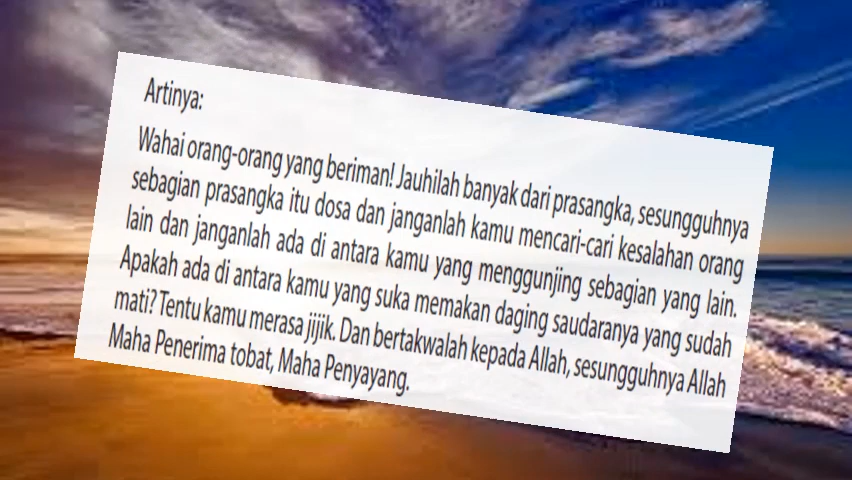 Artinya:
Wahai orang-orang yang beriman! Jauhilah banyak dari prasangka, sesungguhnya
sebagian prasangka itu dosa dan janganlah kamu mencari-cari kesalahan orang
lain dan janganlah ada di antara kamu yang menggunjing sebagian yang lain.
Apakah ada di antara kamu yang suka memakan daging saudaranya yang sudah
mati? Tentu kamu merasa jijik. Dan bertakwalah kepada Allah, sesungguhnya Allah
Maha Penerima tobat, Maha Penyayang.